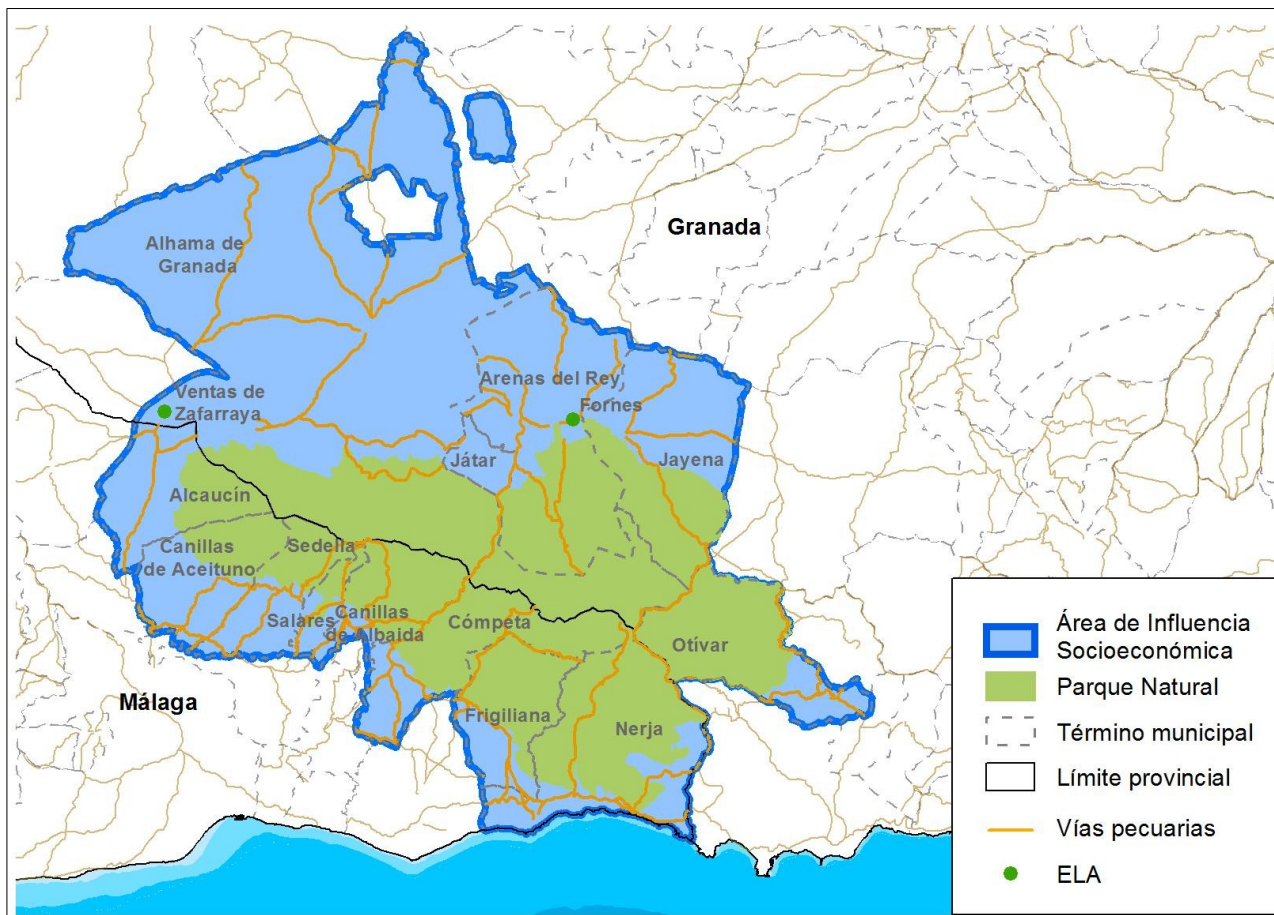 Granada
Alhama de
Granada
Arenas del Rey
Ventas de
Zafarraya
Fornes
Játar
Jayena
Alcaucín
Canillas
de Aceituno
Sedella
Salares
Canillas
de Albaida
Cómpeta
Otívar
Málaga
Frigiliana
Nerja
Área de Influencia
Socioeconómica
Parque Natural
Término municipal
Límite provincial
Vías pecuarias
ELA